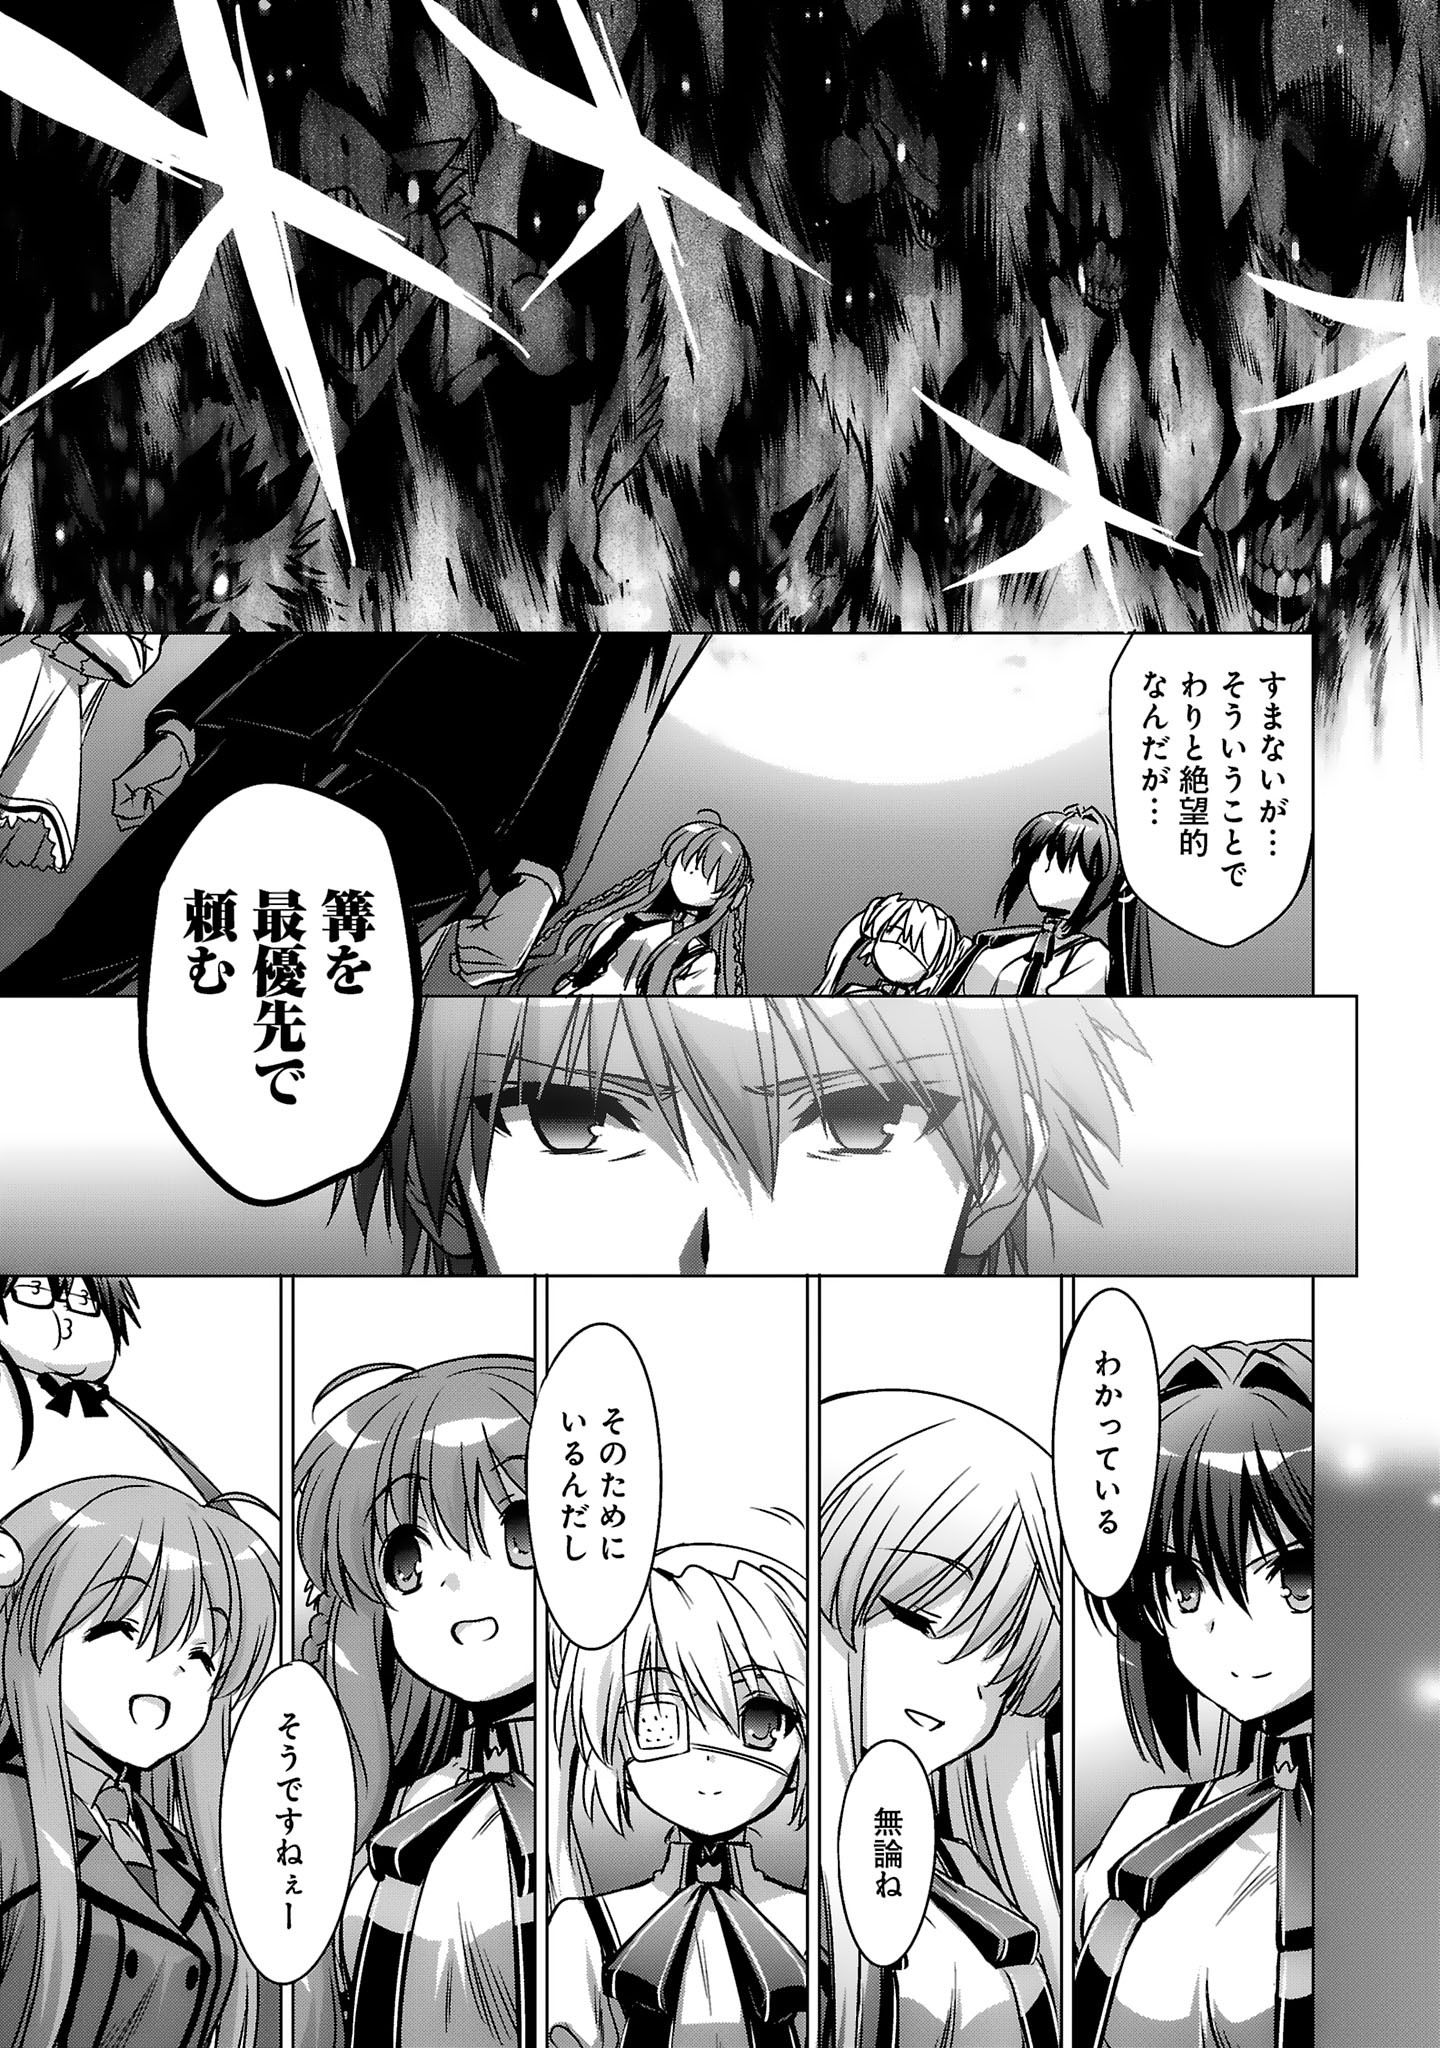 すまないが…
そういうことで
わりと絶望的
なんだが…
篝を
最優先で
頼む
わかっている
無論ね
そのために
いるんだし
そうですねぇー